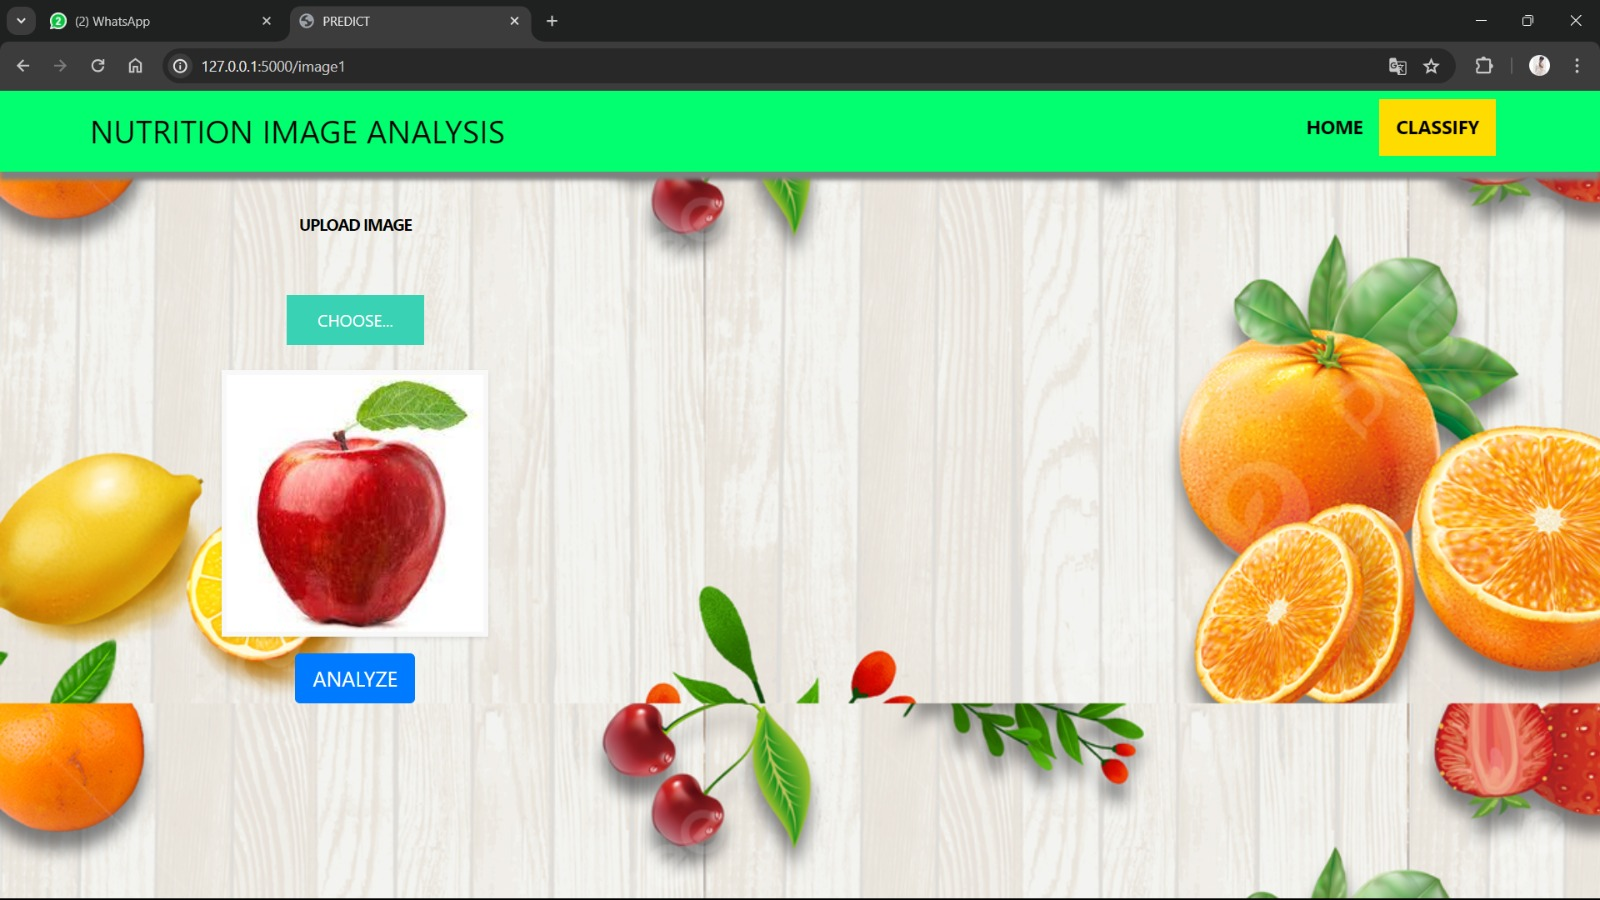 (2) WhatsApp
PREDICT
127.0.0.1:5000/image1
NUTRITION IMAGE ANALYSIS
HOME
CLASSIFY
UPLOAD IMAGE
CHOOSE...
ANALYZE